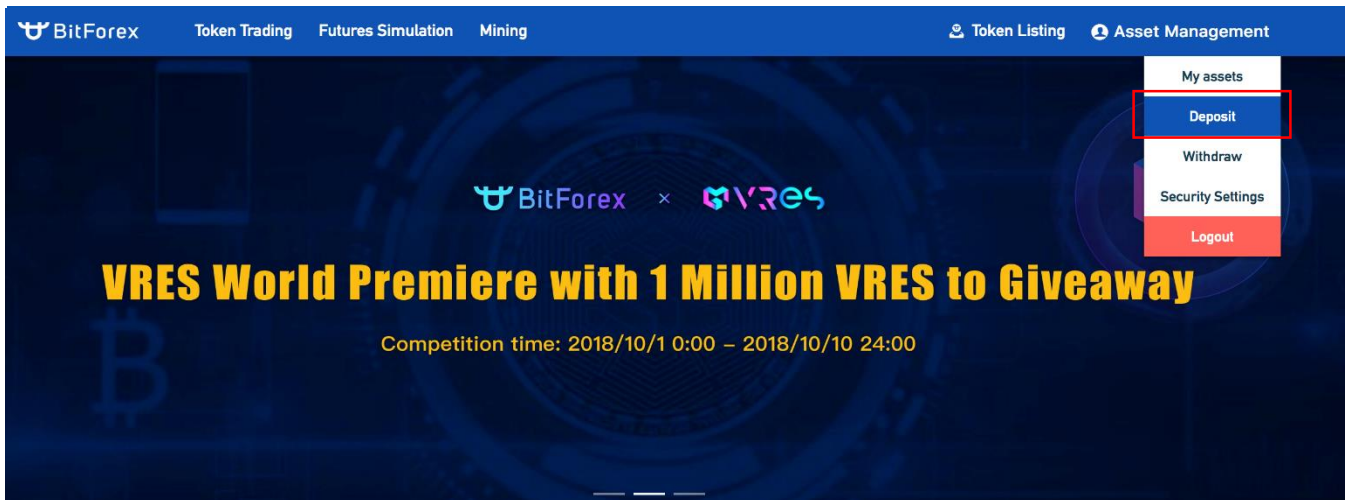 BitForex Token Trading Futures Simulation Mining Token Listing Asset Management
My assets
Deposit
Withdraw
Security Settings
Logout
BitForex × VRES
VRES World Premiere with 1 Million VRES to Giveaway
Competition time: 2018/10/1 0:00 – 2018/10/10 24:00